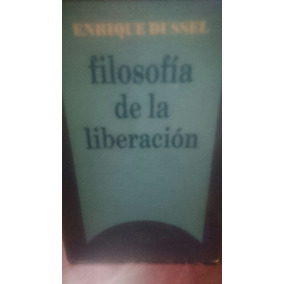 ENRIQUE DUSSEL
filosofía
de la
liberación